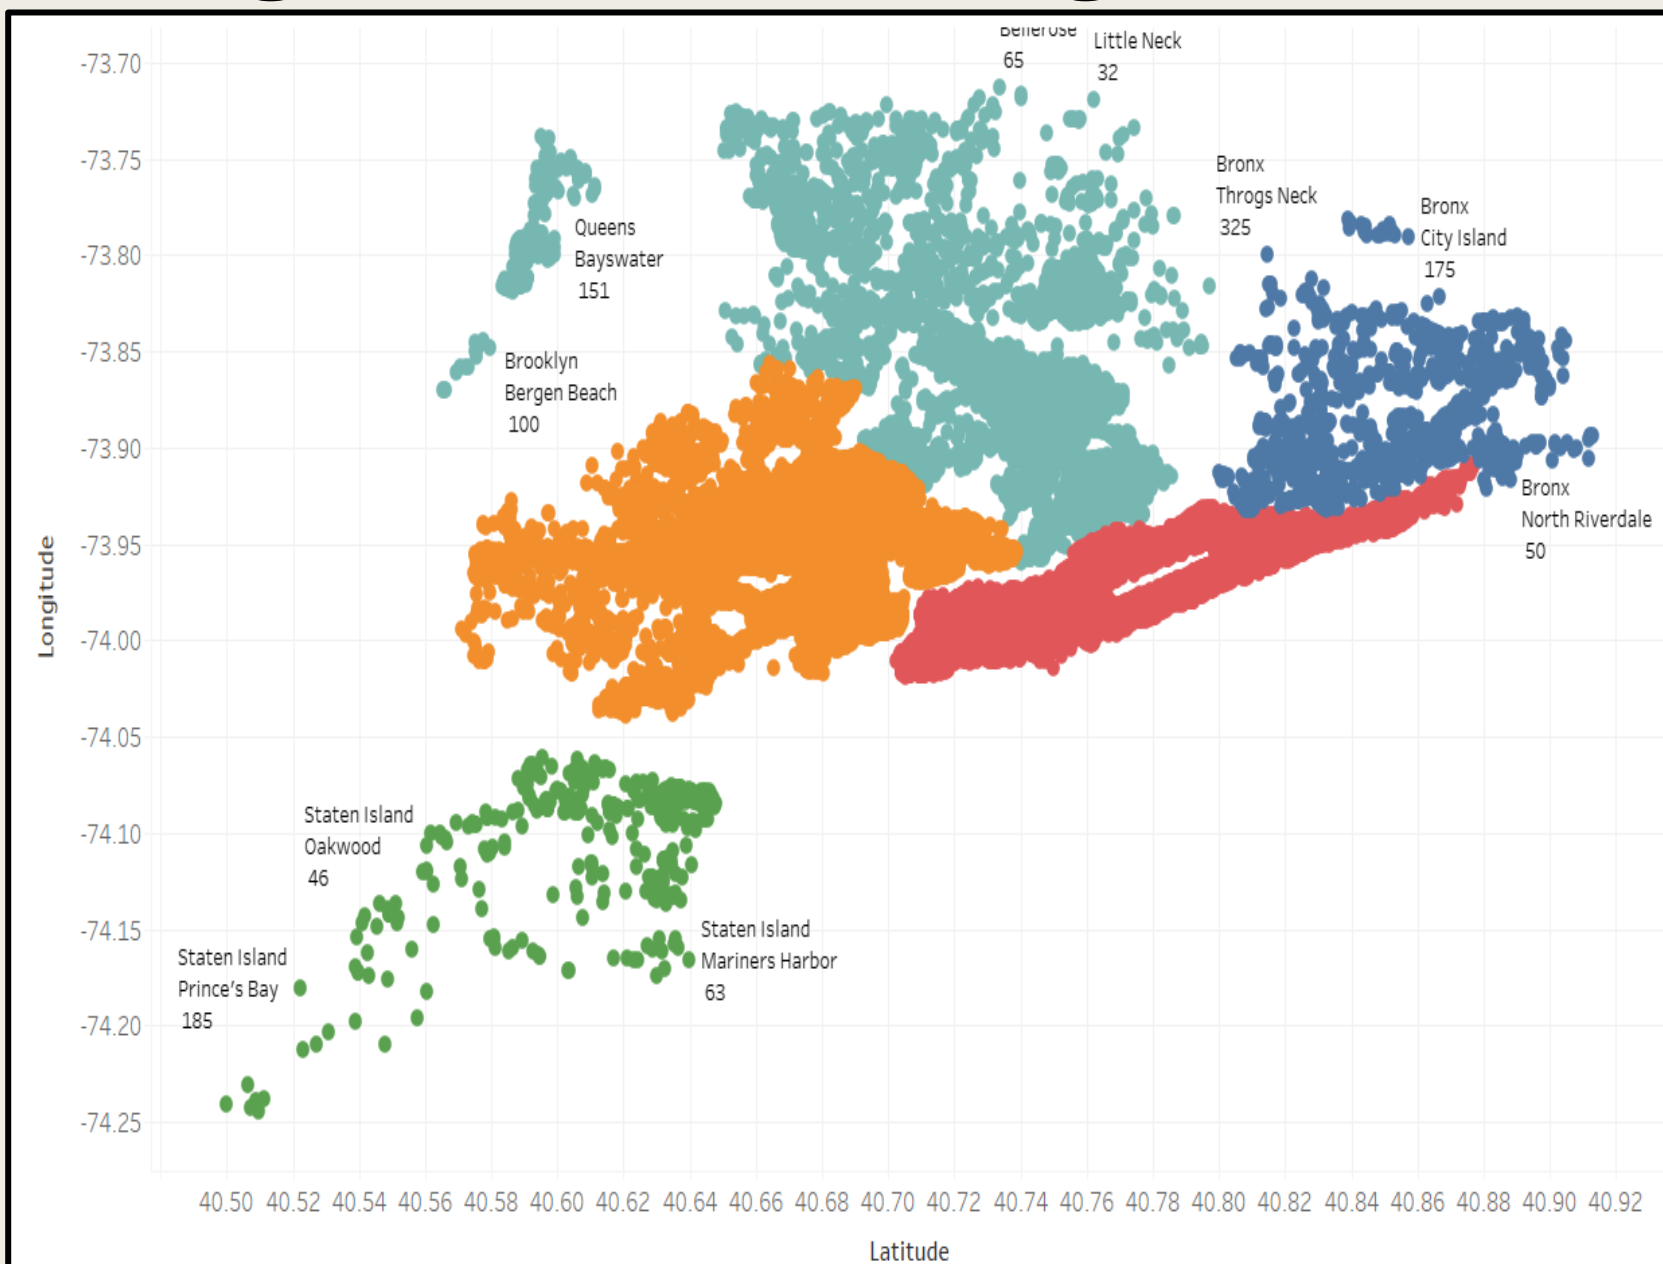 Bellerose
65
Little Neck
32
-73.70
-73.75
-73.80
-73.85
-73.90
-73.95
-74.00
-74.05
-74.10
-74.15
-74.20
-74.25
Longitude
Bronx
Throgs Neck
325
Bronx
City Island
175
Queens
Bayswater
151
Brooklyn
Bergen Beach
100
Bronx
North Riverdale
50
Staten Island
Oakwood
46
Staten Island
Mariners Harbor
63
Staten Island
Prince's Bay
185
40.50 40.52 40.54 40.56 40.58 40.60 40.62 40.64 40.66 40.68 40.70 40.72 40.74 40.76 40.78 40.80 40.82 40.84 40.86 40.88 40.90 40.92
Latitude